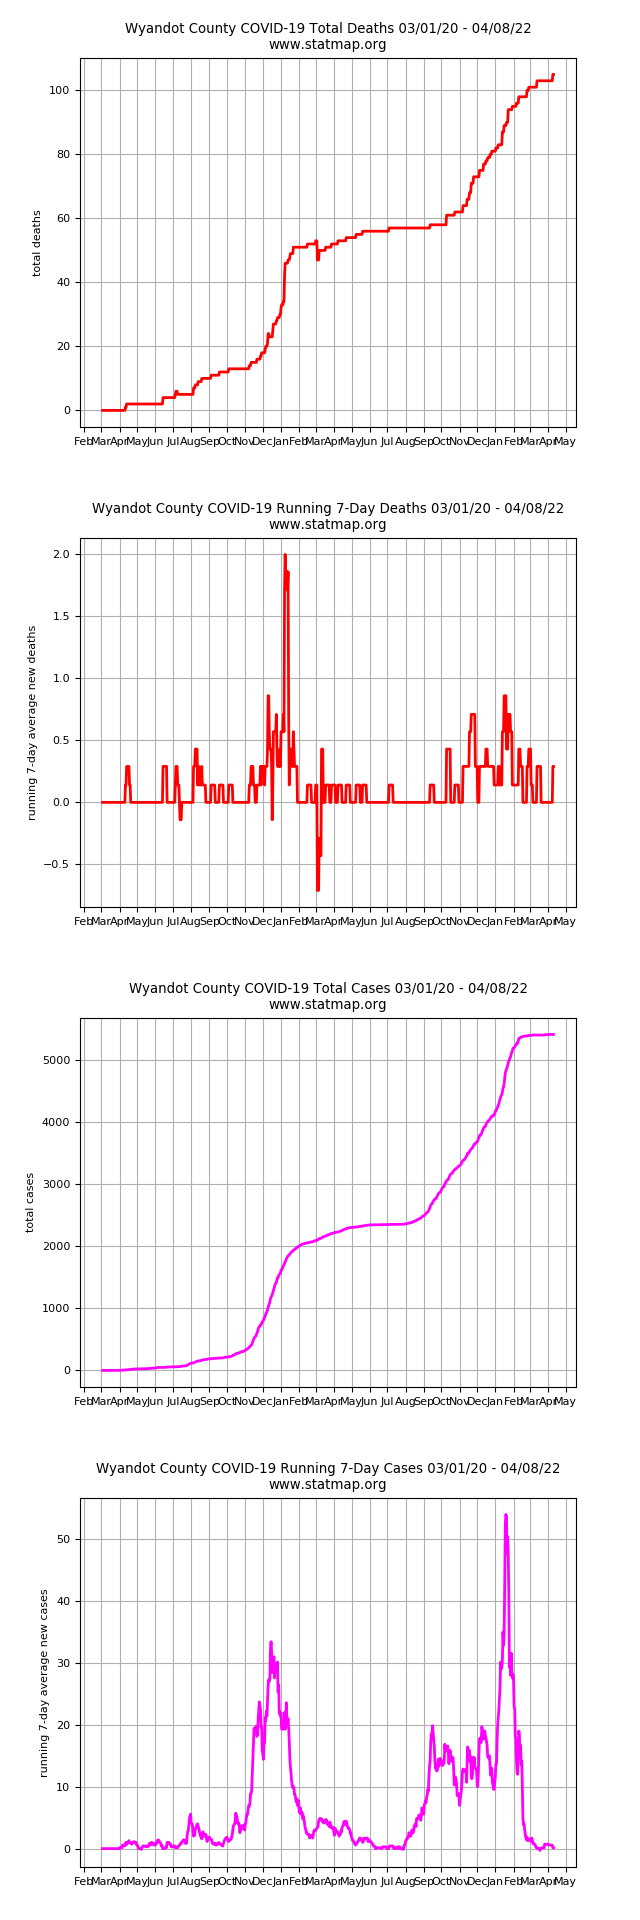 Wyandot County COVID-19 Total Deaths 03/01/20 - 04/08/22
www.statmap.org
100
80
60
40
20
0
total deaths
Feb Mar Apr May Jun Jul Aug Sep Oct Nov Dec Jan Feb Mar Apr May Jun Jul Aug Sep Oct Nov Dec Jan Feb Mar Apr May
Wyandot County COVID-19 Running 7-Day Deaths 03/01/20 - 04/08/22
www.statmap.org
2.0
1.5
1.0
0.5
0.0
−0.5
running 7-day average new deaths
Feb Mar Apr May Jun Jul Aug Sep Oct Nov Dec Jan Feb Mar Apr May Jun Jul Aug Sep Oct Nov Dec Jan Feb Mar Apr May
Wyandot County COVID-19 Total Cases 03/01/20 - 04/08/22
www.statmap.org
5000
4000
3000
2000
1000
0
total cases
Feb Mar Apr May Jun Jul Aug Sep Oct Nov Dec Jan Feb Mar Apr May Jun Jul Aug Sep Oct Nov Dec Jan Feb Mar Apr May
Wyandot County COVID-19 Running 7-Day Cases 03/01/20 - 04/08/22
www.statmap.org
50
40
30
20
10
0
running 7-day average new cases
Feb Mar Apr May Jun Jul Aug Sep Oct Nov Dec Jan Feb Mar Apr May Jun Jul Aug Sep Oct Nov Dec Jan Feb Mar Apr May